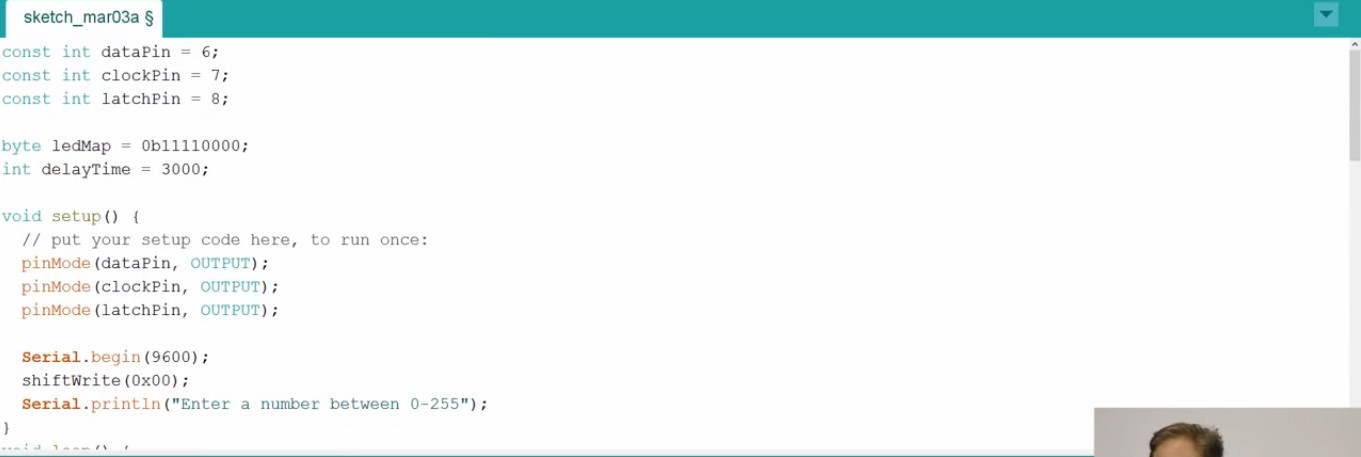 sketch_mar03a §
const int dataPin = 6;
const int clockPin = 7;
const int latchPin = 8;
byte ledMap = 0b11110000;
int delayTime = 3000;
void setup() {
  // put your setup code here, to run once:
  pinMode(dataPin, OUTPUT);
  pinMode(clockPin, OUTPUT);
  pinMode(latchPin, OUTPUT);
  Serial.begin(9600);
  shiftWrite(0x00);
  Serial.println("Enter a number between 0-255");
}